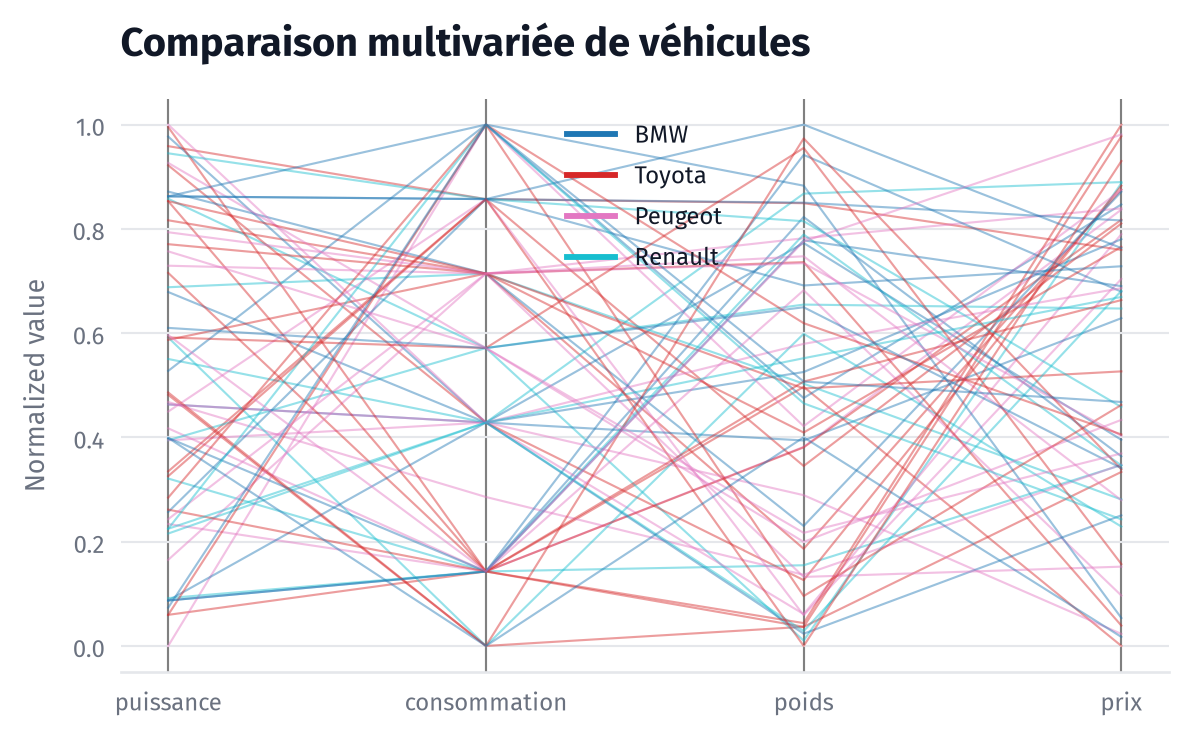 Comparaison multivariée de véhicules
Normalized value
1.0
0.8
0.6
0.4
0.2
0.0
BMW
Toyota
Peugeot
Renault
puissance
consommation
poids
prix